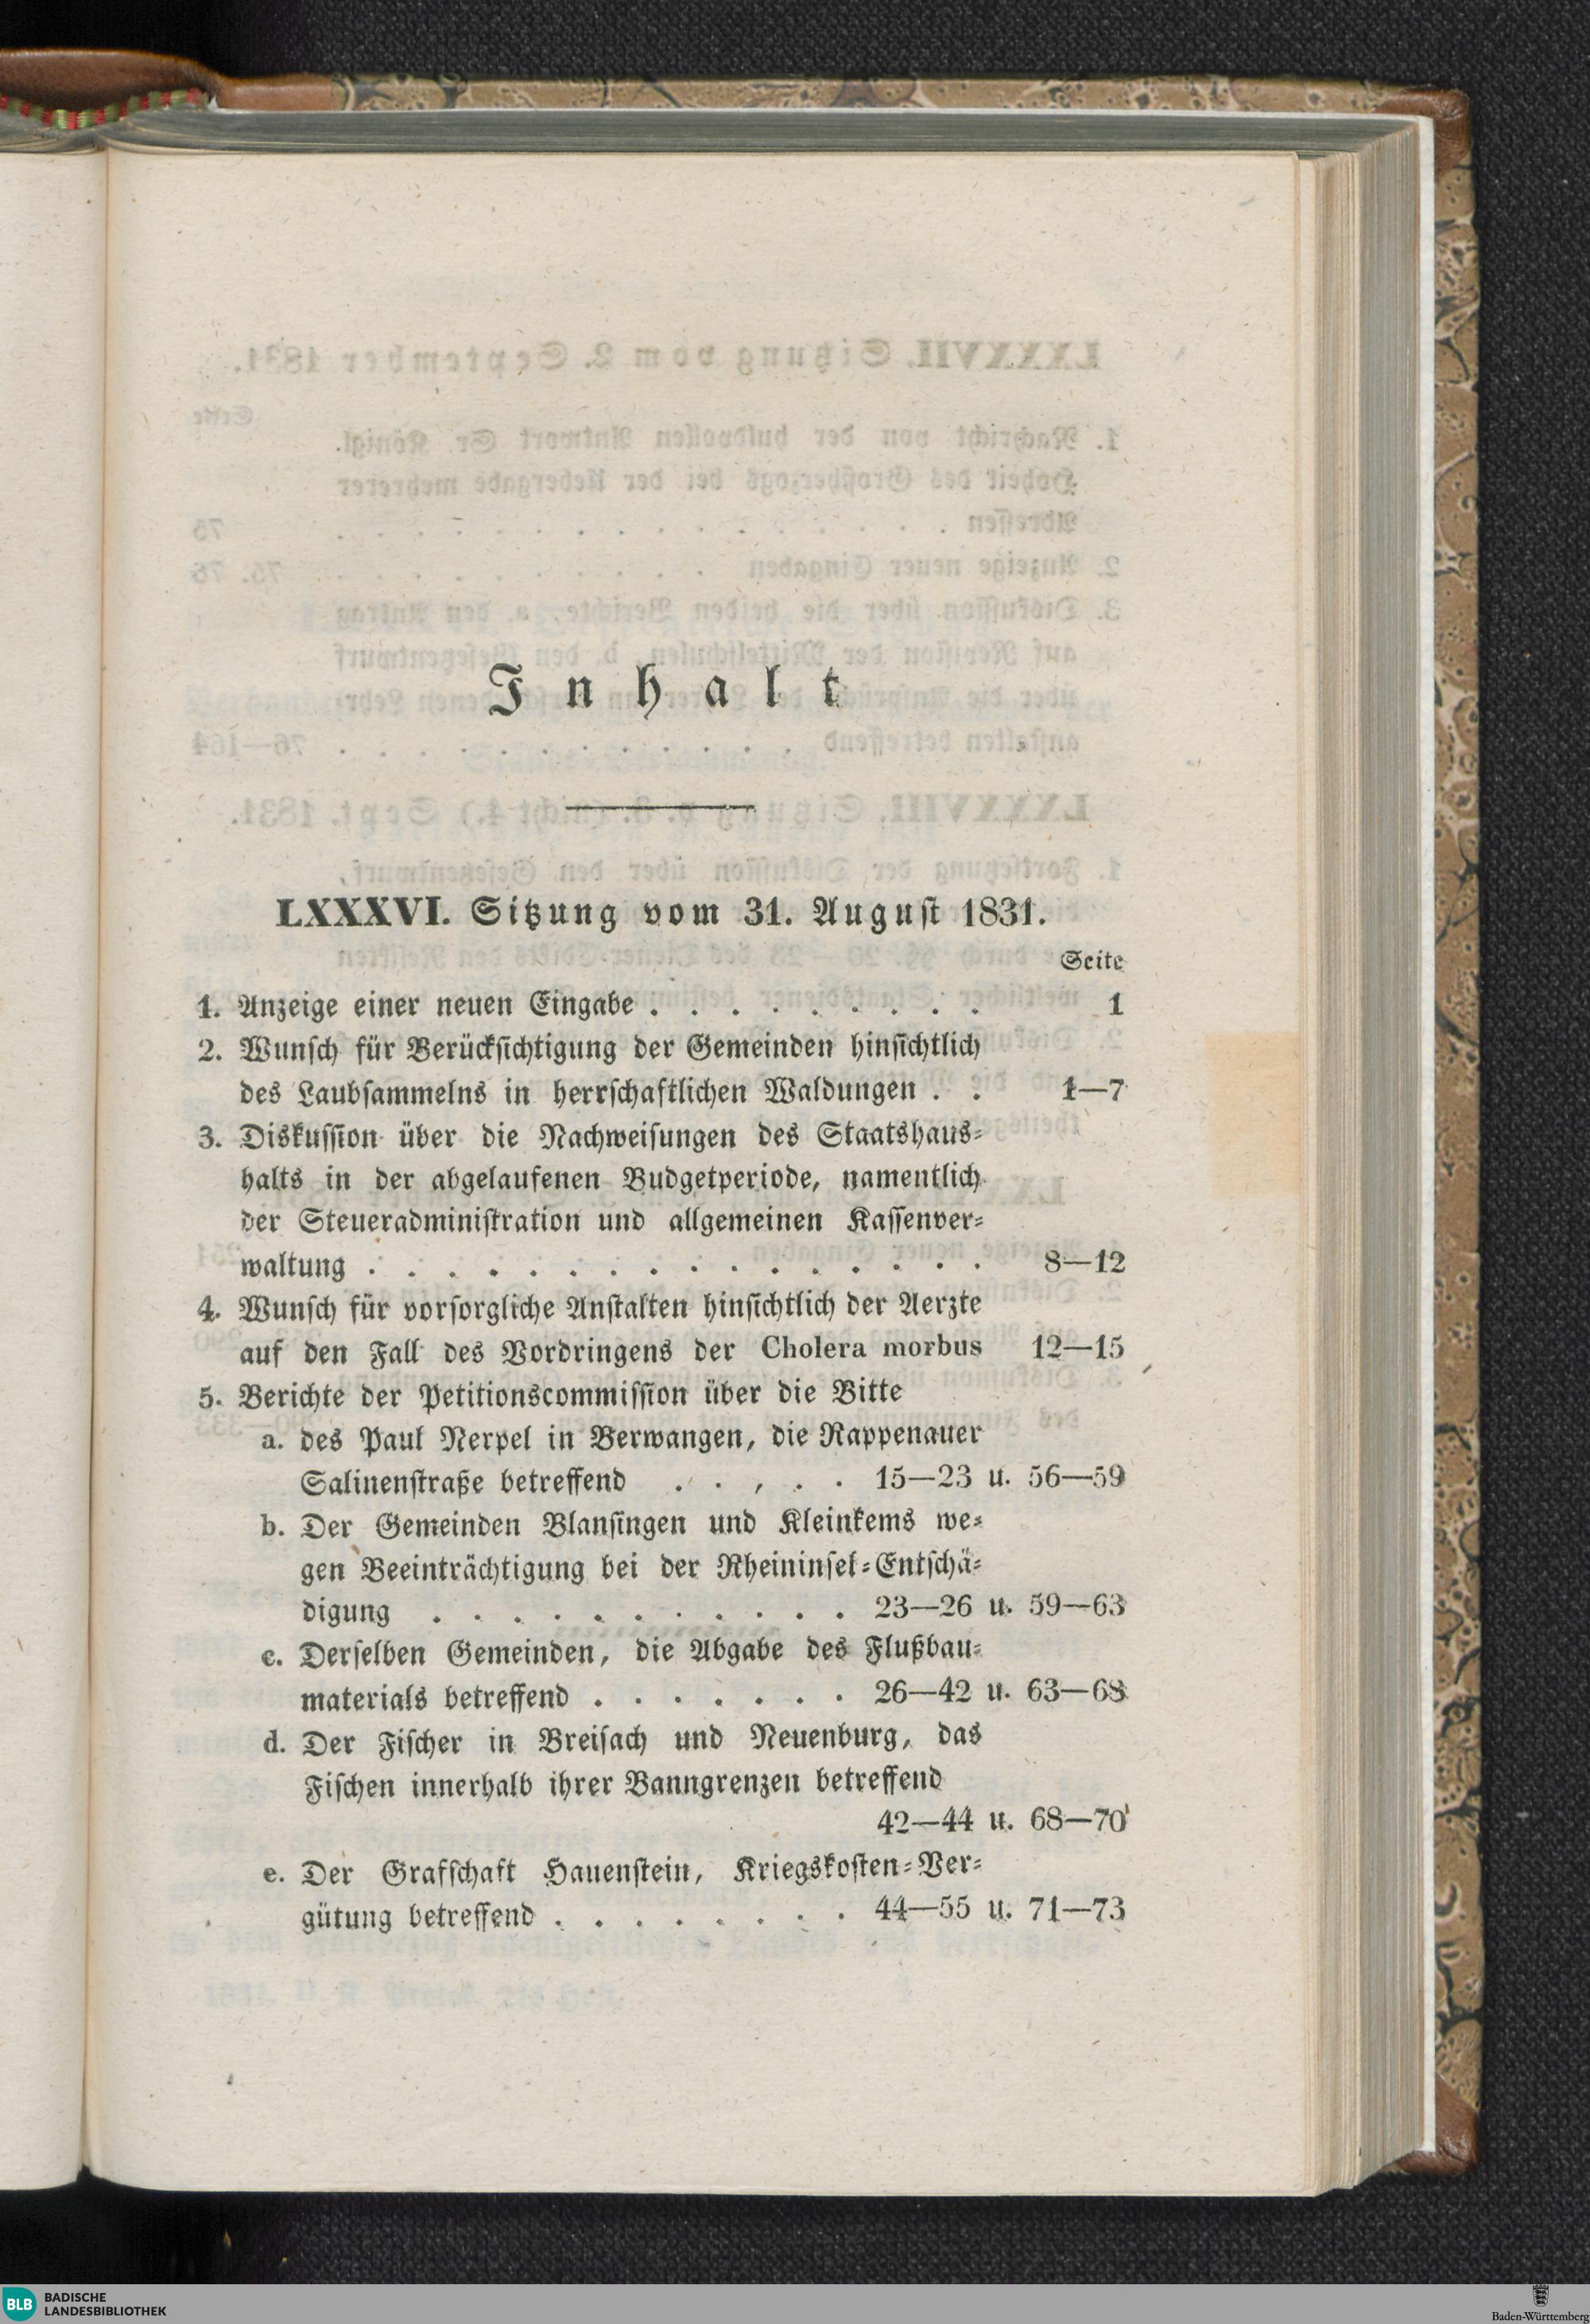 Inhalt
LXXXVI. Sitzung vom 31. August 1831.
Seite
1. Anzeige einer neuen Eingabe . . . . . . . . . 1
2. Wunsch für Berücksichtigung der Gemeinden hinsichtlich
des Laubsammelns in herrschaftlichen Waldungen . . 1—7
3. Diskussion über die Nachweisungen des Staatshaus-
halts in der abgelaufenen Budgetperiode, namentlich
der Steueradministration und allgemeinen Kassenver-
waltung . . . . . . . . . . . . . . . . 8—12
4. Wunsch für vorsorgliche Anstalten hinsichtlich der Aerzte
auf den Fall des Vordringens der Cholera morbus 12—15
5. Berichte der Petitionscommission über die Bitte
a. des Paul Nerpel in Berwangen, die Rappenauer
Salinenstraße betreffend . . , . . 15—23 u. 56—59
b. Der Gemeinden Blansingen und Kleinkems we-
gen Beeinträchtigung bei der Rheininsel-Entschä-
digung . . . . . . . . . . . 23—26 u. 59—63
c. Derselben Gemeinden, die Abgabe des Flußbau-
materials betreffend . . . . . . . 26—42 u. 63—68
d. Der Fischer in Breisach und Neuenburg, das
Fischen innerhalb ihrer Banngrenzen betreffend
42—44 u. 68—70
e. Der Grafschaft Hauenstein, Kriegskosten-Ver-
gütung betreffend . . . . . . . . 44—55 u. 71—73
BLB BADISCHE
LANDESBIBLIOTHEK
Baden-Württemberg